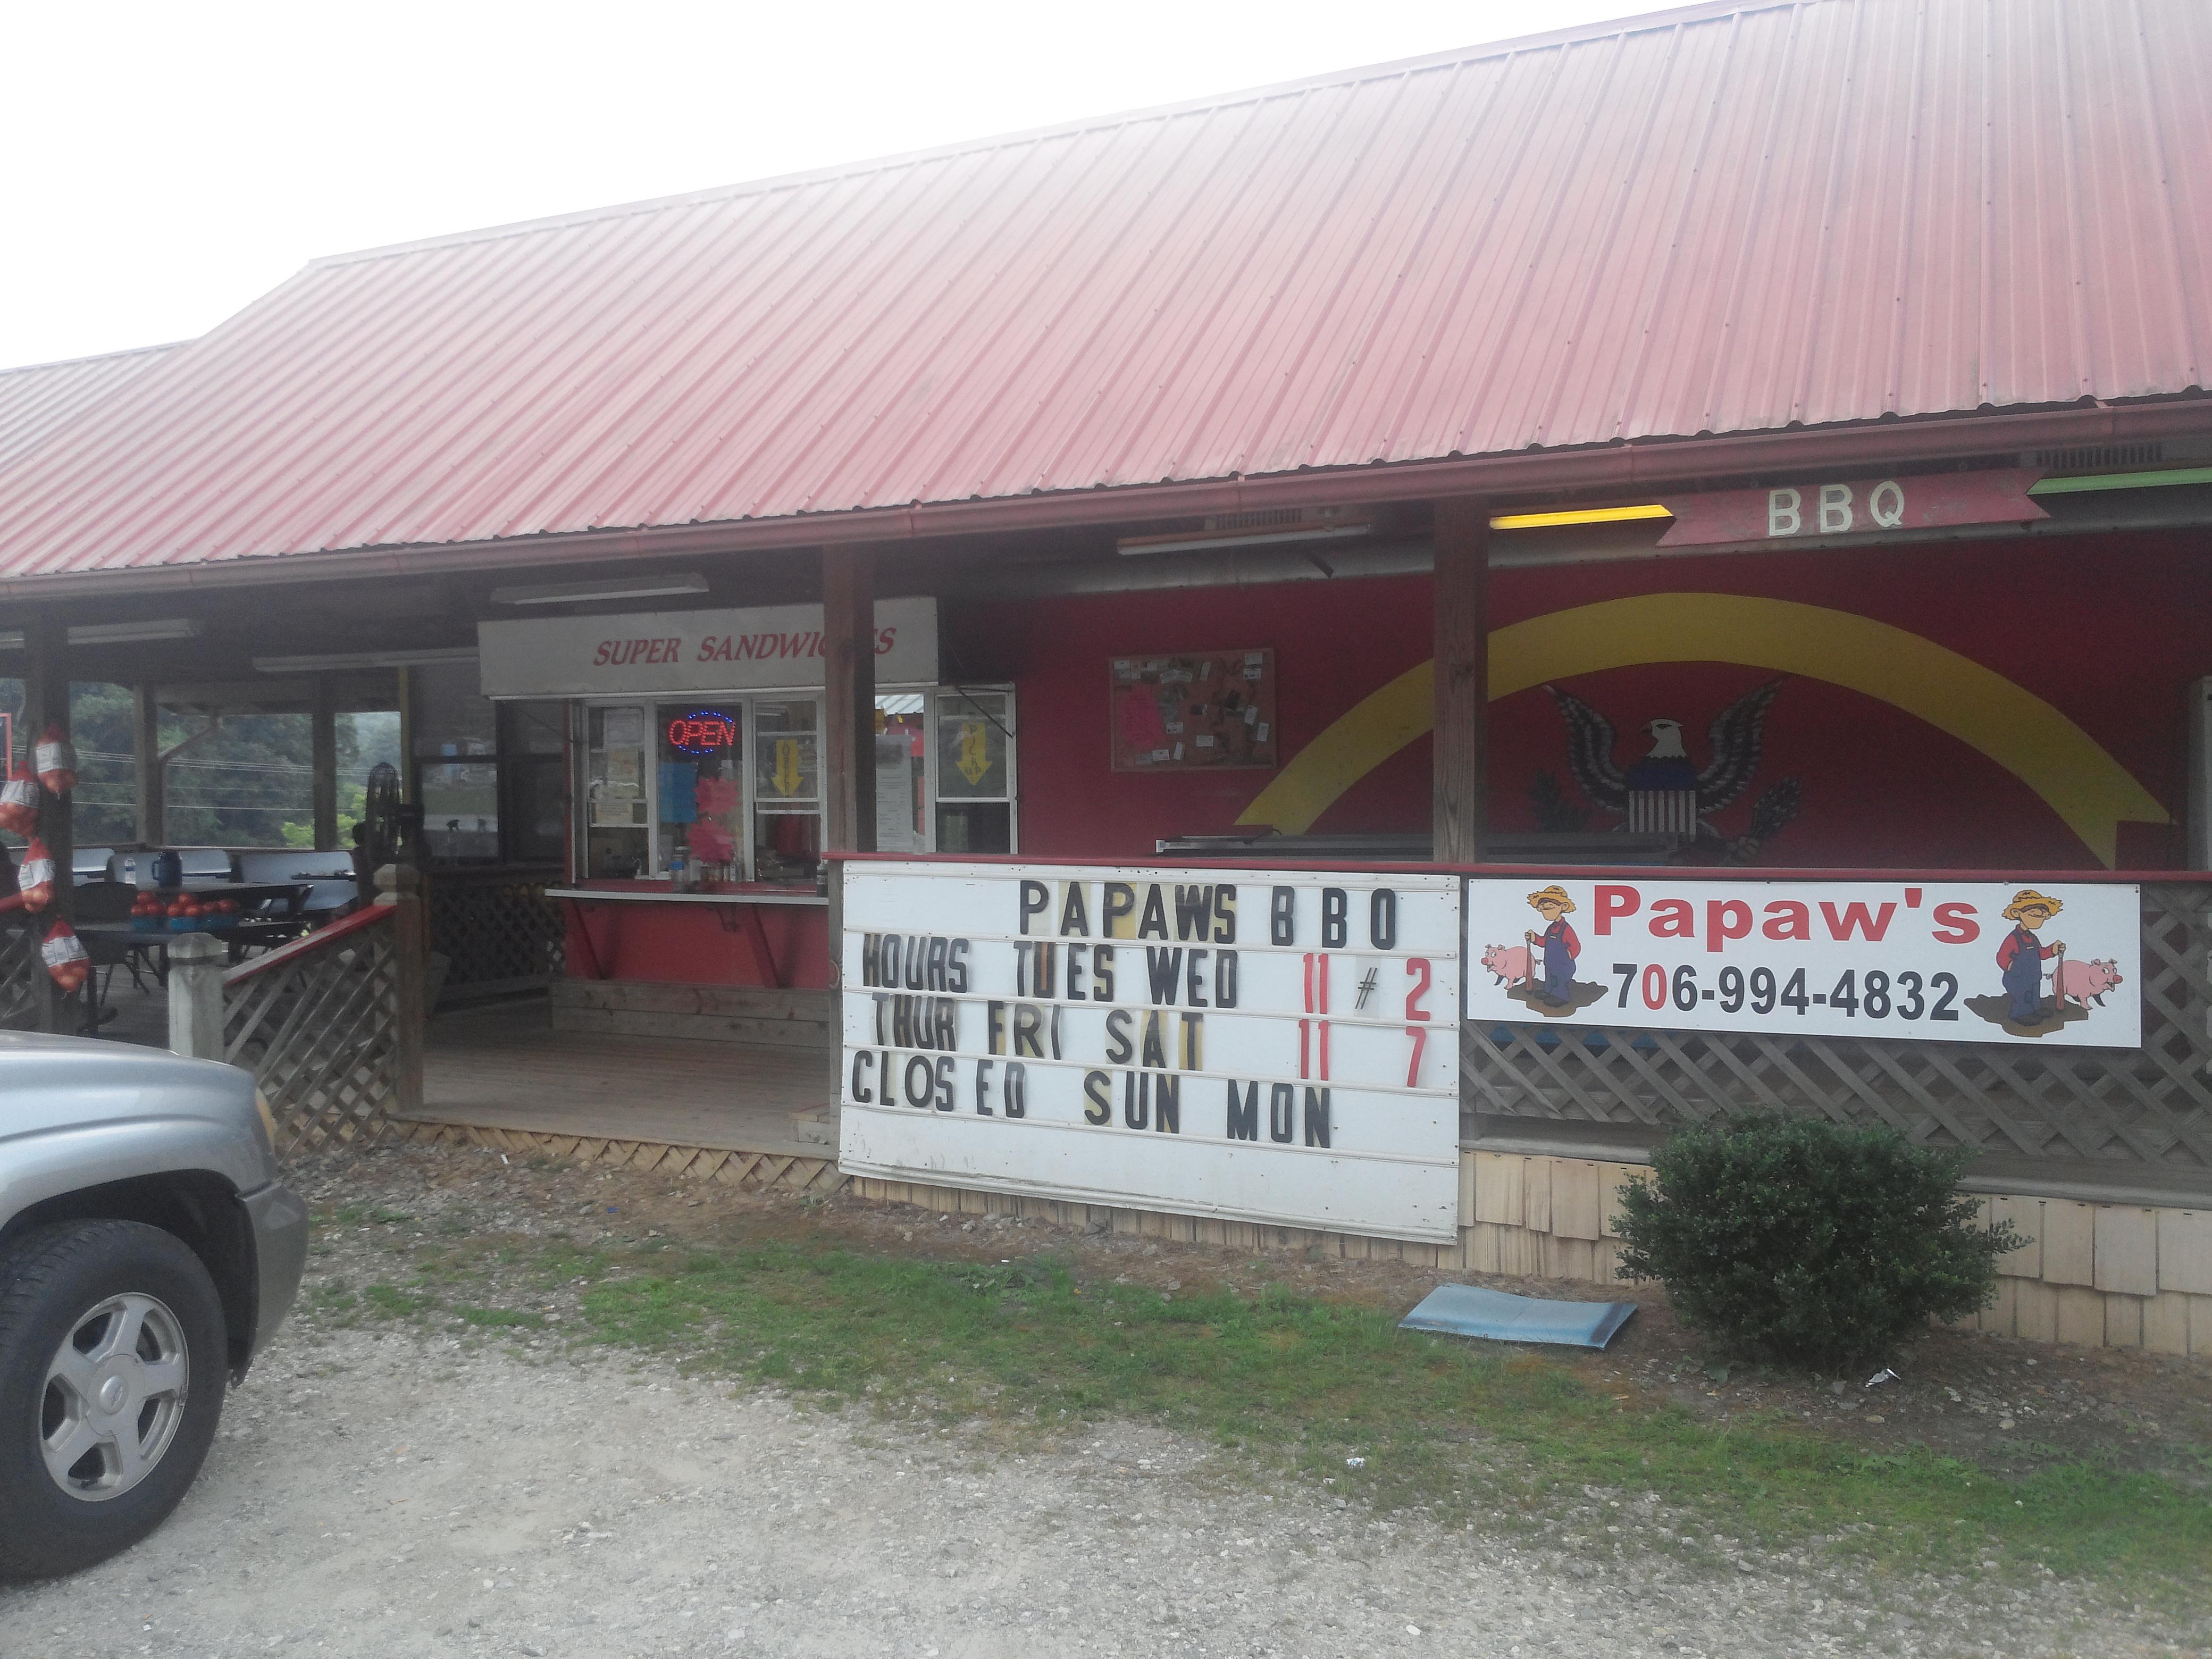 BBQ
SUPER SANDWICHES
OPEN
PAPAWS BBQ
HOURS TUES WED 11 # 2
THUR FRI SAT 11 7
CLOSED SUN MON
Papaw's
706-994-4832